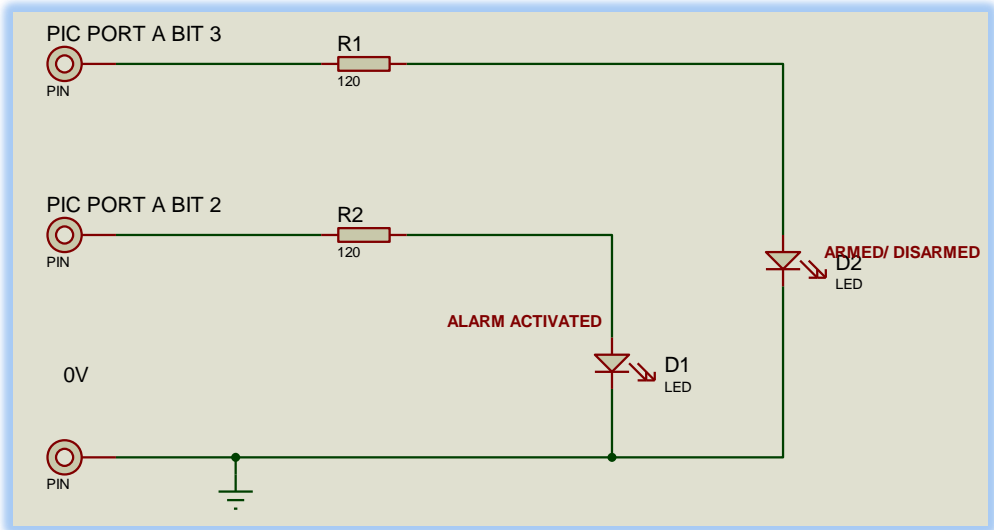 PIC PORT A BIT 3
PIN
R1
120
PIC PORT A BIT 2
PIN
R2
120
ARMED/ DISARMED
D2
LED
ALARM ACTIVATED
D1
LED
0V
PIN